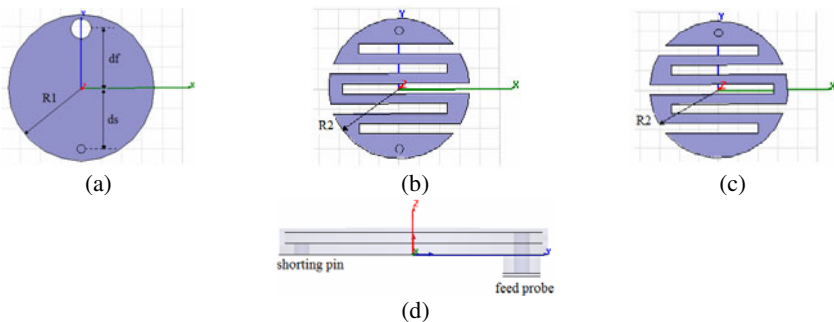 Y
df
Z
X
R1
ds
(a)
Y
Z
X
R2
(b)
Y
Z
X
R2
(c)
Z
X
Y
shorting pin
feed probe
(d)